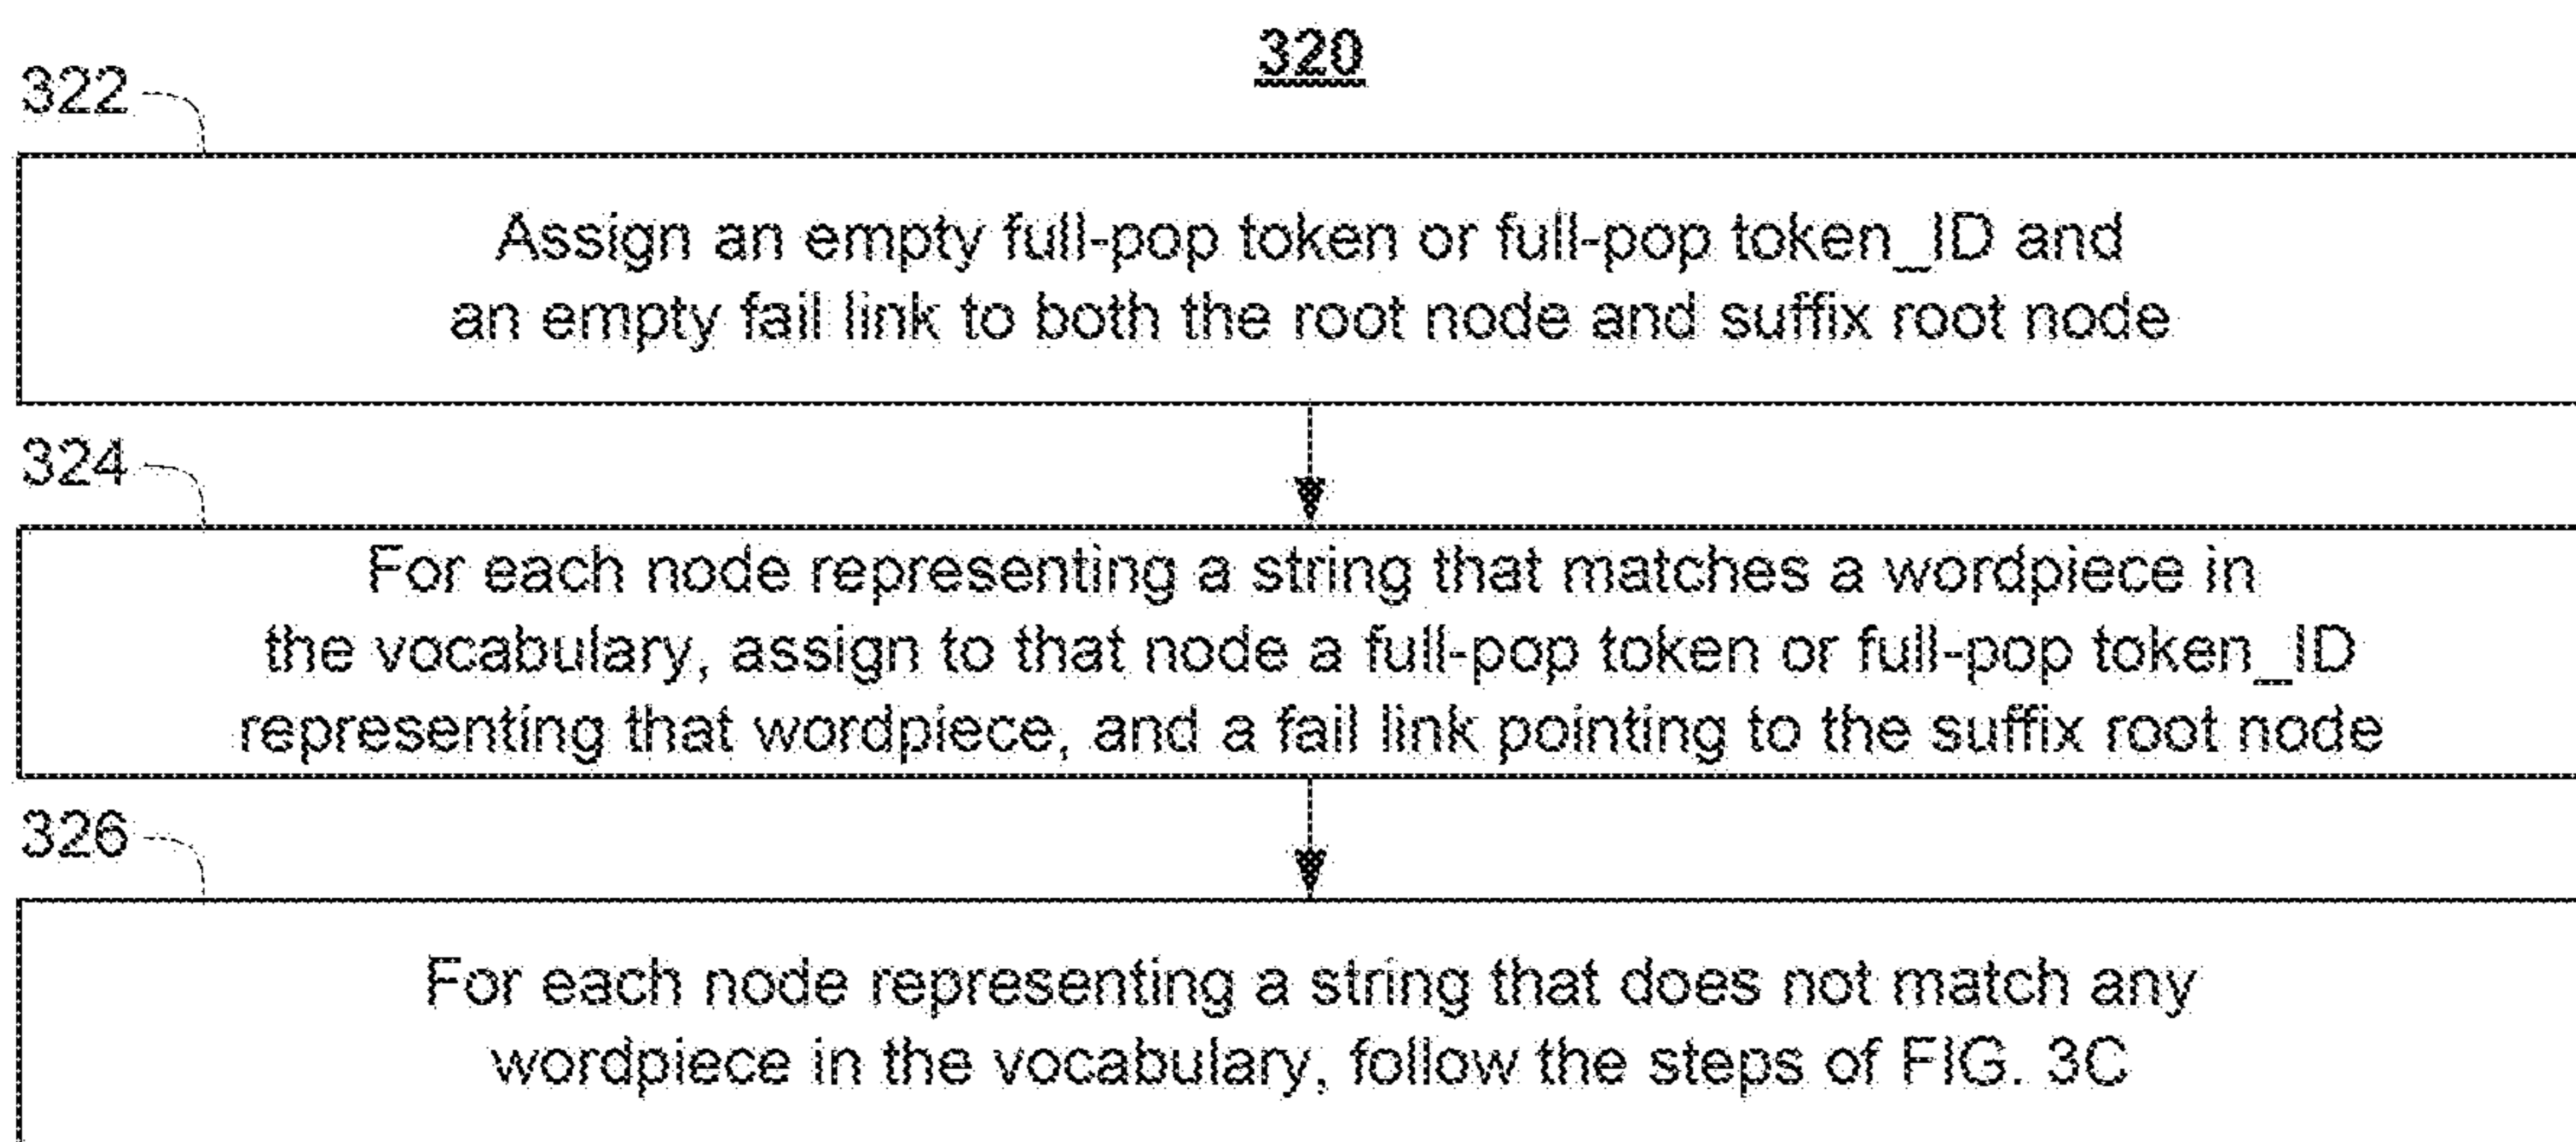 320
322
Assign an empty full-pop token or full-pop token_ID and
an empty fail link to both the root node and suffix root node
324
For each node representing a string that matches a wordpiece in
the vocabulary, assign to that node a full-pop token or full-pop token_ID
representing that wordpiece, and a fail link pointing to the suffix root node
326
For each node representing a string that does not match any
wordpiece in the vocabulary, follow the steps of FIG. 3C